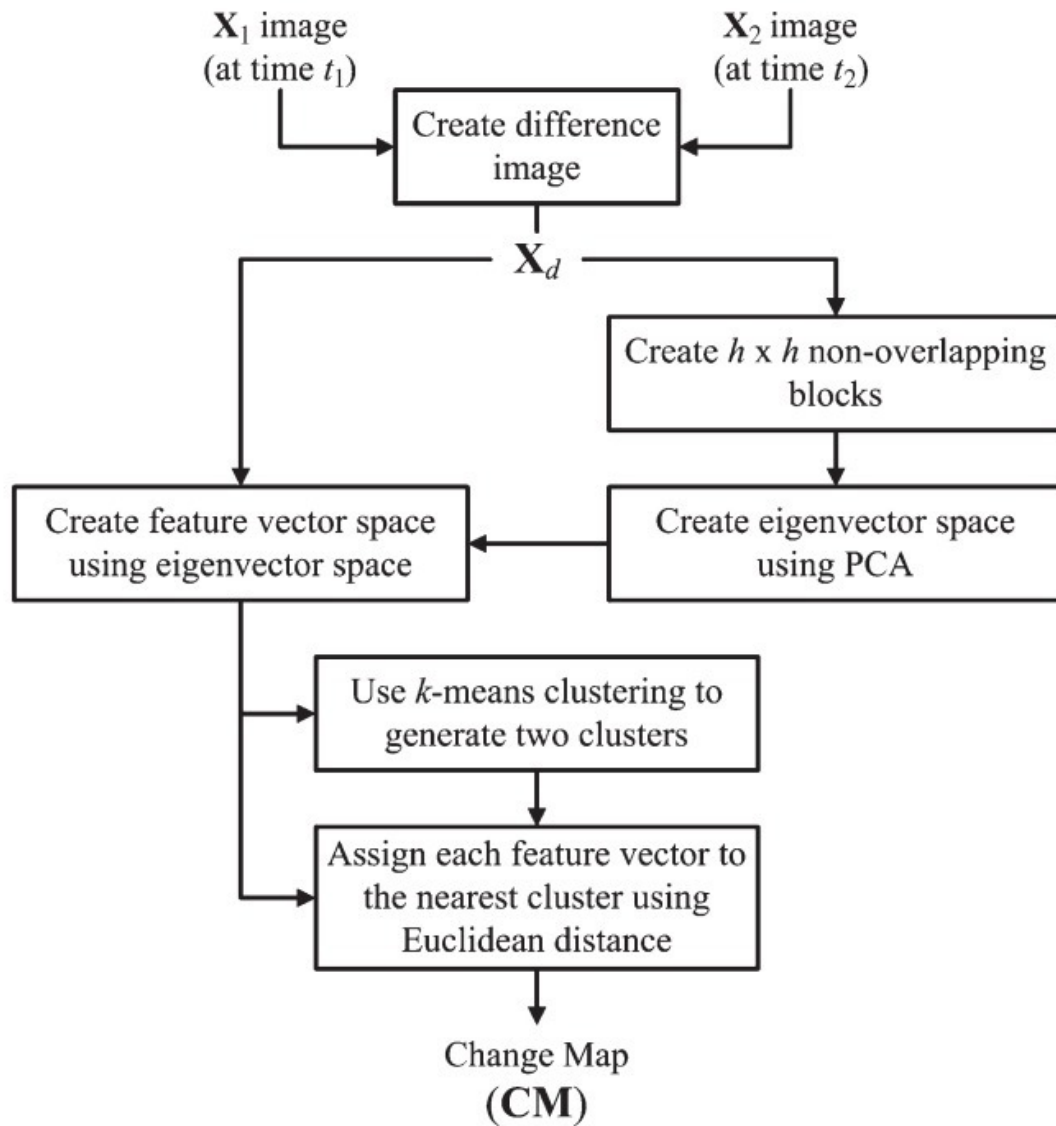 X₁ image
(at time t₁)
X₂ image
(at time t₂)
Create difference
image
X_d
Create h x h non-overlapping
blocks
Create feature vector space
using eigenvector space
Create eigenvector space
using PCA
Use k-means clustering to
generate two clusters
Assign each feature vector to
the nearest cluster using
Euclidean distance
Change Map
(CM)